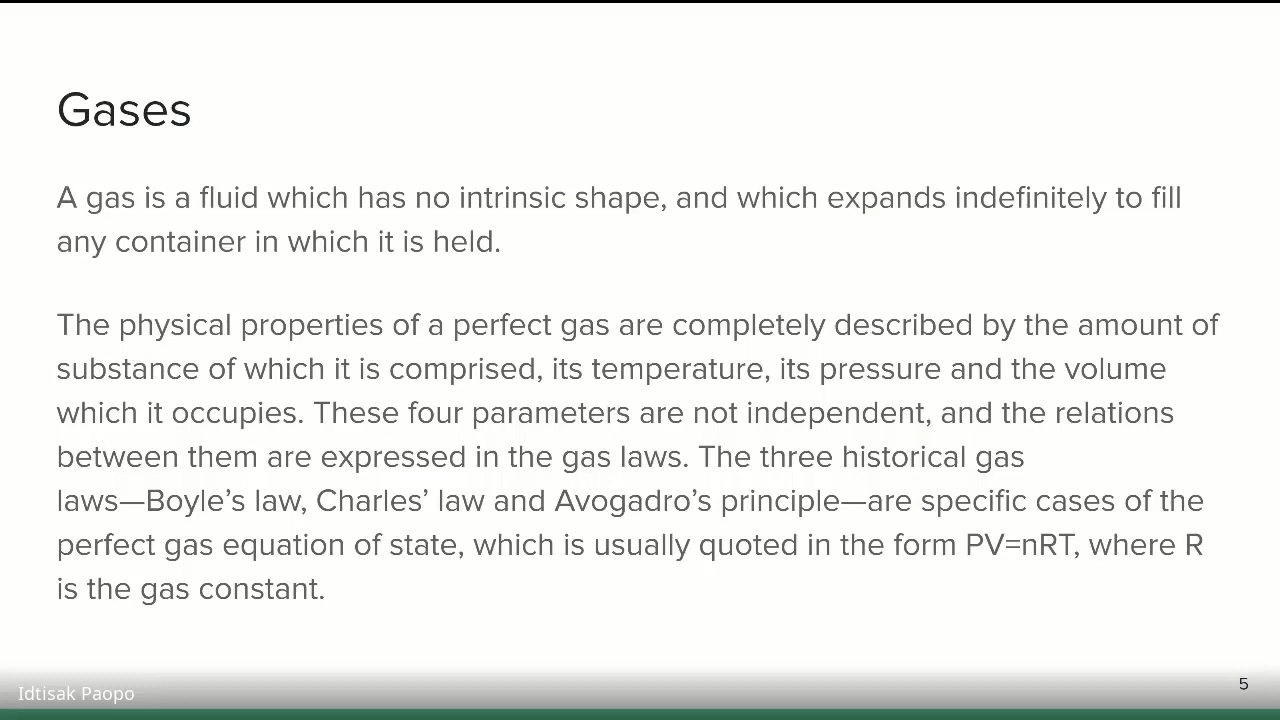 Gases
A gas is a fluid which has no intrinsic shape, and which expands indefinitely to fill
any container in which it is held.
The physical properties of a perfect gas are completely described by the amount of
substance of which it is comprised, its temperature, its pressure and the volume
which it occupies. These four parameters are not independent, and the relations
between them are expressed in the gas laws. The three historical gas
laws—Boyle’s law, Charles’ law and Avogadro’s principle—are specific cases of the
perfect gas equation of state, which is usually quoted in the form PV=nRT, where R
is the gas constant.
Idtisak Paopo
5